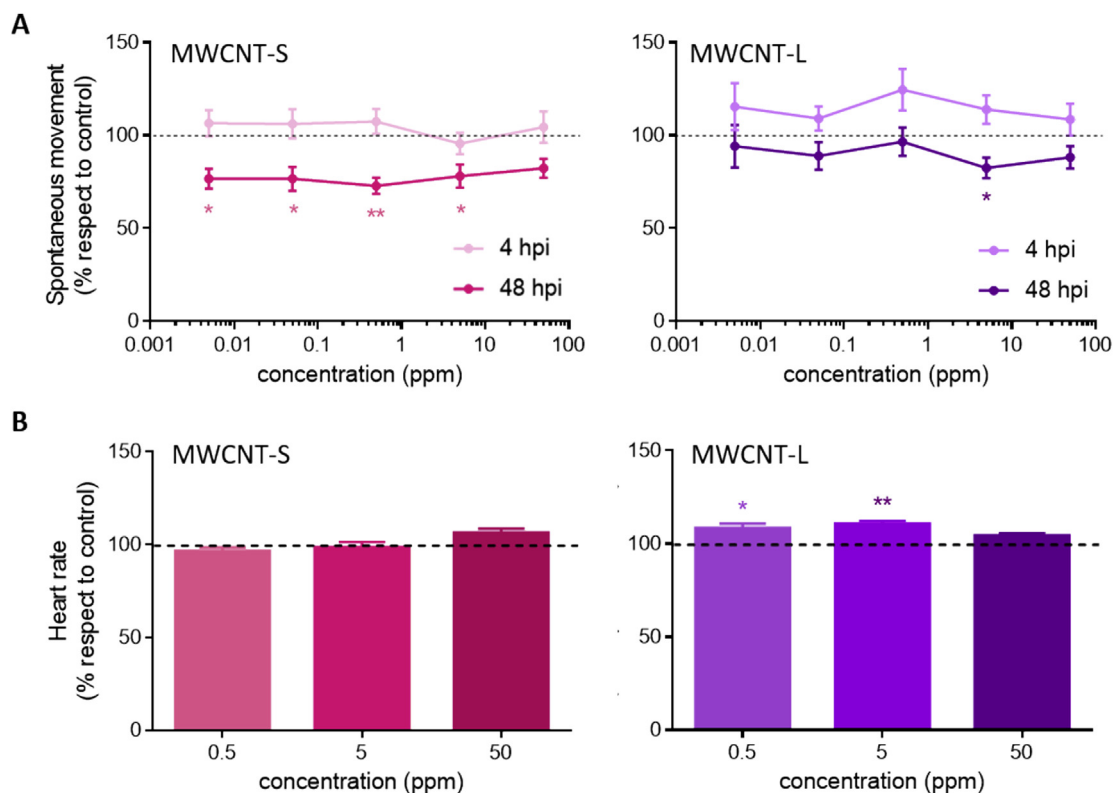 A
MWCNT-S
MWCNT-L
Spontaneous movement
(% respect to control)
150
100
50
0
* * ** *
*
4 hpi
48 hpi
4 hpi
48 hpi
0.001 0.01 0.1 1 10 100
0.001 0.01 0.1 1 10 100
concentration (ppm)
concentration (ppm)
B
MWCNT-S
MWCNT-L
Heart rate
(% respect to control)
150
100
50
0
150
100
50
0
* **
0.5 5 50
0.5 5 50
concentration (ppm)
concentration (ppm)
150
100
50
0